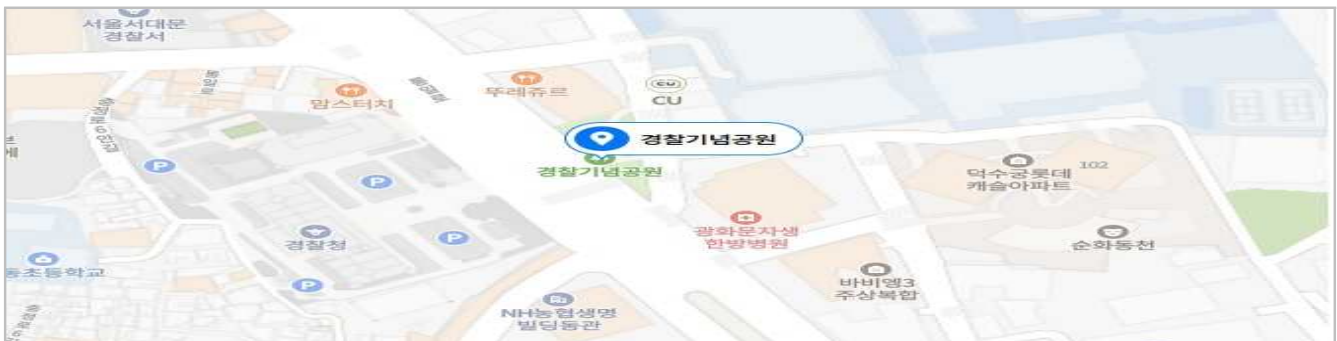 서울서대문
경찰서
맘스터치
뚜레쥬르
CU
CU
경찰기념공원
경찰기념공원
P
P
덕수궁롯데
캐슬아파트
102
광화문자생
한방병원
경찰청
P
순화동천
동초등학교
P
바비엥3
주상복합
NH농협생명
빌딩동관